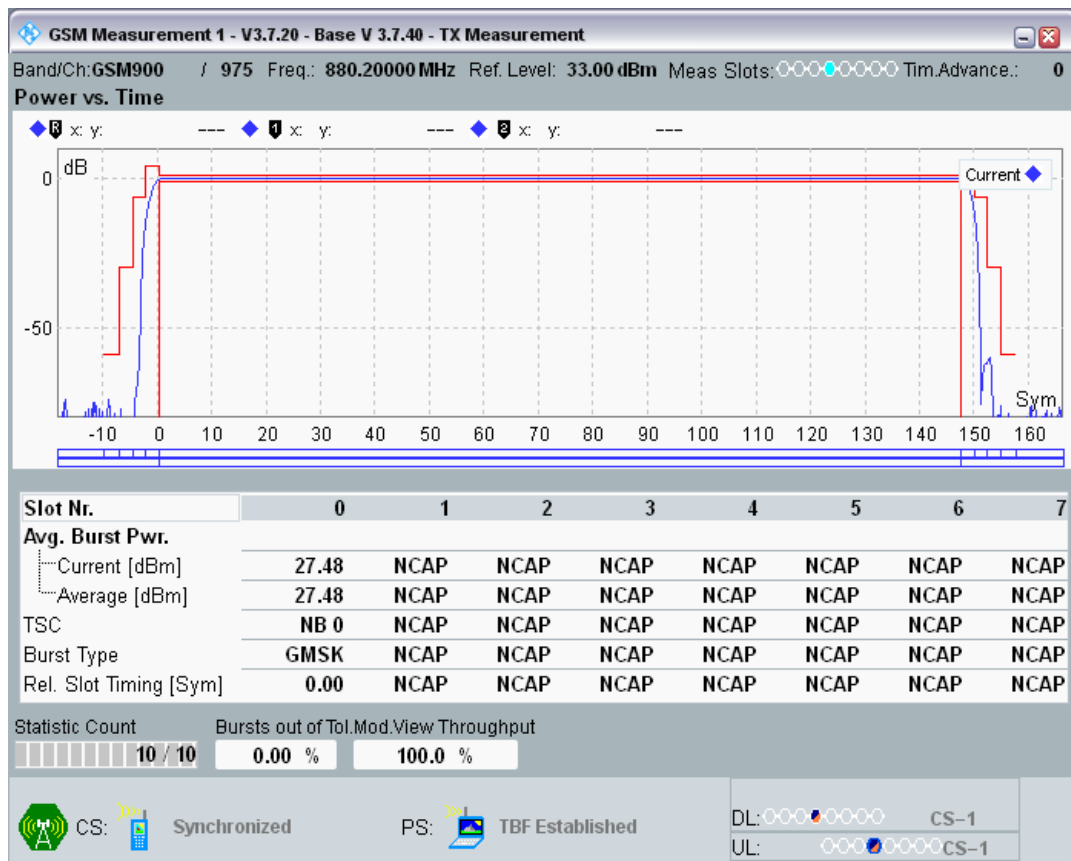 GSM Measurement 1 - V3.7.20 - Base V 3.7.40 - TX Measurement
Band/Ch:GSM900 / 975 Freq.: 880.20000 MHz Ref. Level: 33.00 dBm Meas Slots: Tim.Advance.: 0
Power vs. Time
R x: y: --- 1 x: y: --- 2 x: y: ---
dB
0
Current
-50
Sym
-10 0 10 20 30 40 50 60 70 80 90 100 110 120 130 140 150 160
Slot Nr. 0 1 2 3 4 5 6 7
Avg. Burst Pwr.
Current [dBm] 27.48 NCAP NCAP NCAP NCAP NCAP NCAP NCAP
Average [dBm] 27.48 NCAP NCAP NCAP NCAP NCAP NCAP NCAP
TSC NB 0 NCAP NCAP NCAP NCAP NCAP NCAP NCAP
Burst Type GMSK NCAP NCAP NCAP NCAP NCAP NCAP NCAP
Rel. Slot Timing [Sym] 0.00 NCAP NCAP NCAP NCAP NCAP NCAP NCAP
Statistic Count Bursts out of Tol.Mod.View Throughput
10 / 10 0.00 % 100.0 %
CS: Synchronized PS: TBF Established
DL: CS-1
UL: CS-1